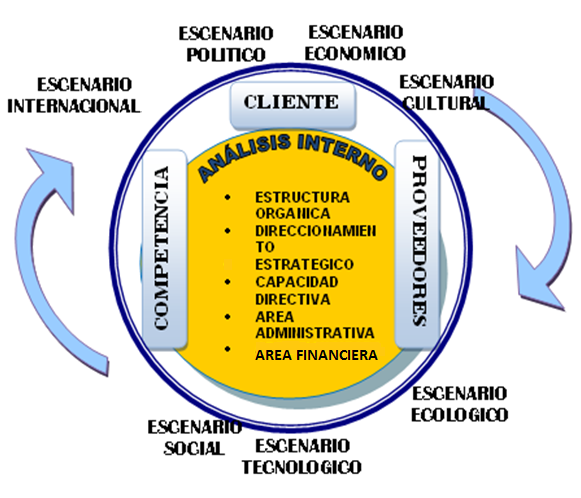 ESCENARIO
POLITICO
ESCENARIO
ECONOMICO
ESCENARIO
INTERNACIONAL
ESCENARIO
CULTURAL
CLIENTE
ANÁLISIS INTERNO
COMPETENCIA
PROVEEDORES
• ESTRUCTURA
ORGANICA
• DIRECCIONAMIEN
TO
ESTRATEGICO
• CAPACIDAD
DIRECTIVA
• AREA
ADMINISTRATIVA
• AREA FINANCIERA
ESCENARIO
ECOLOGICO
ESCENARIO
SOCIAL
ESCENARIO
TECNOLOGICO